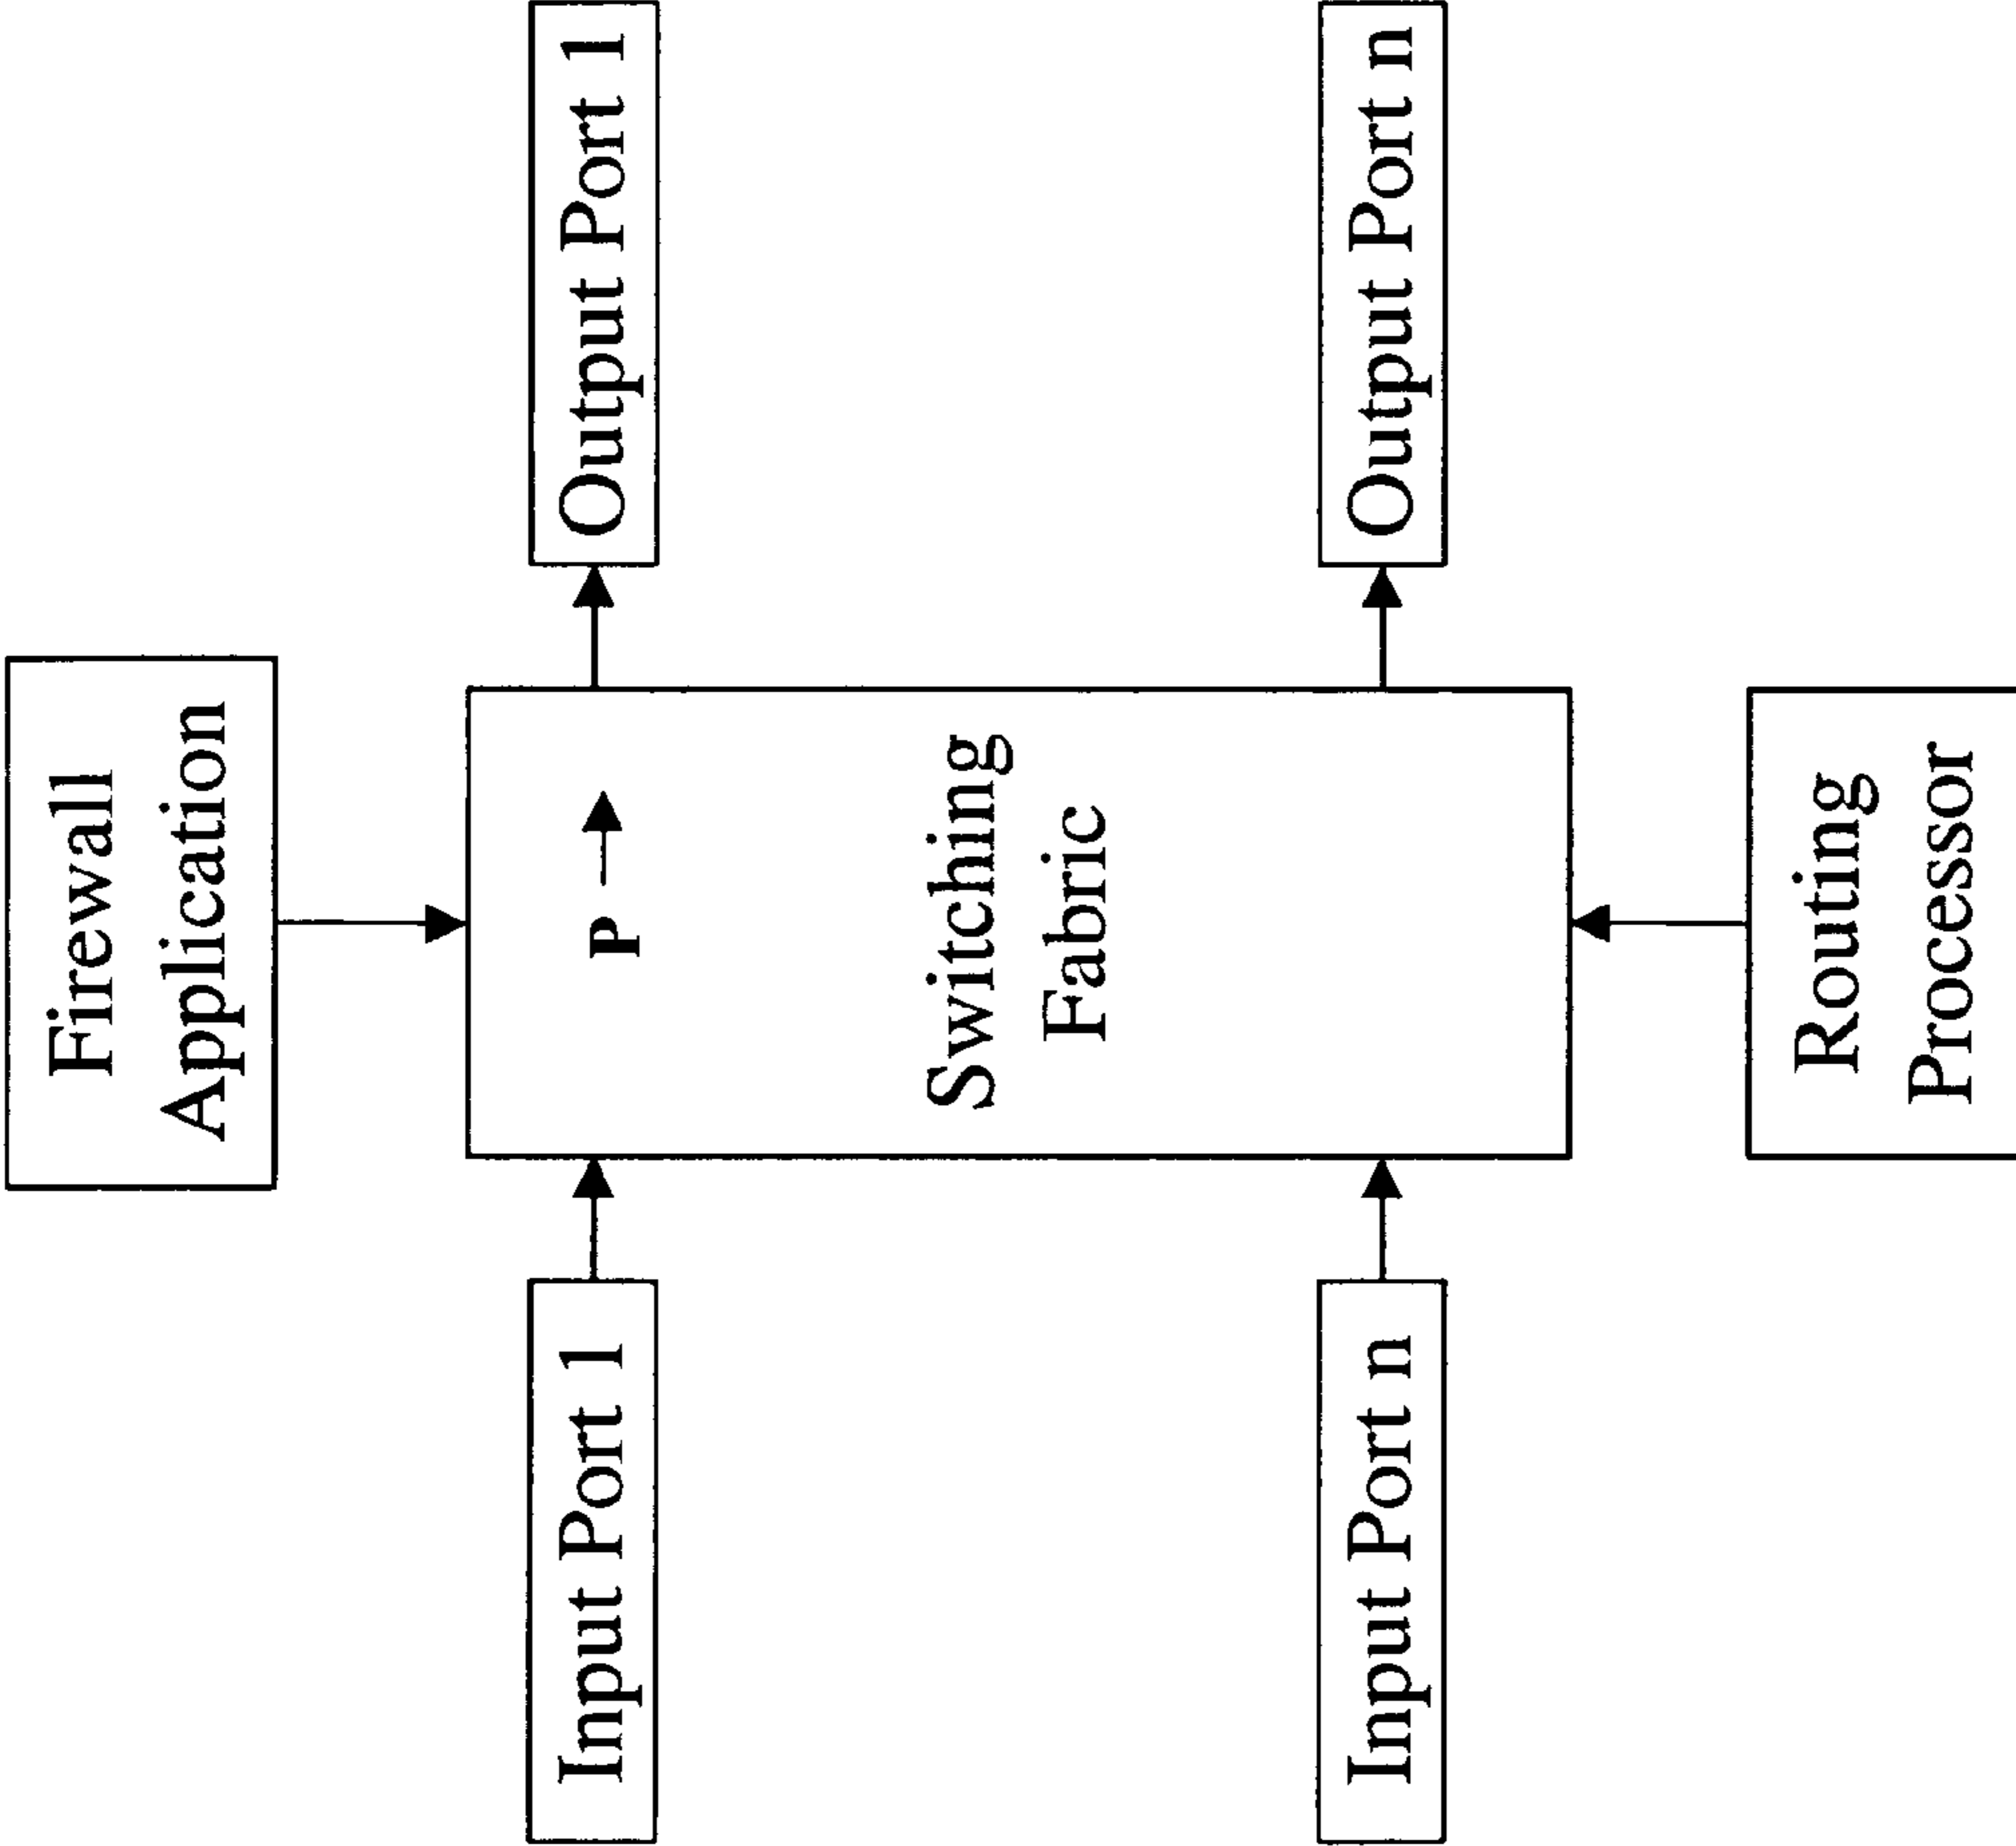 Firewall
Application
Input Port 1
P
Output Port 1
Switching
Fabric
Input Port n
Output Port n
Routing
Processor